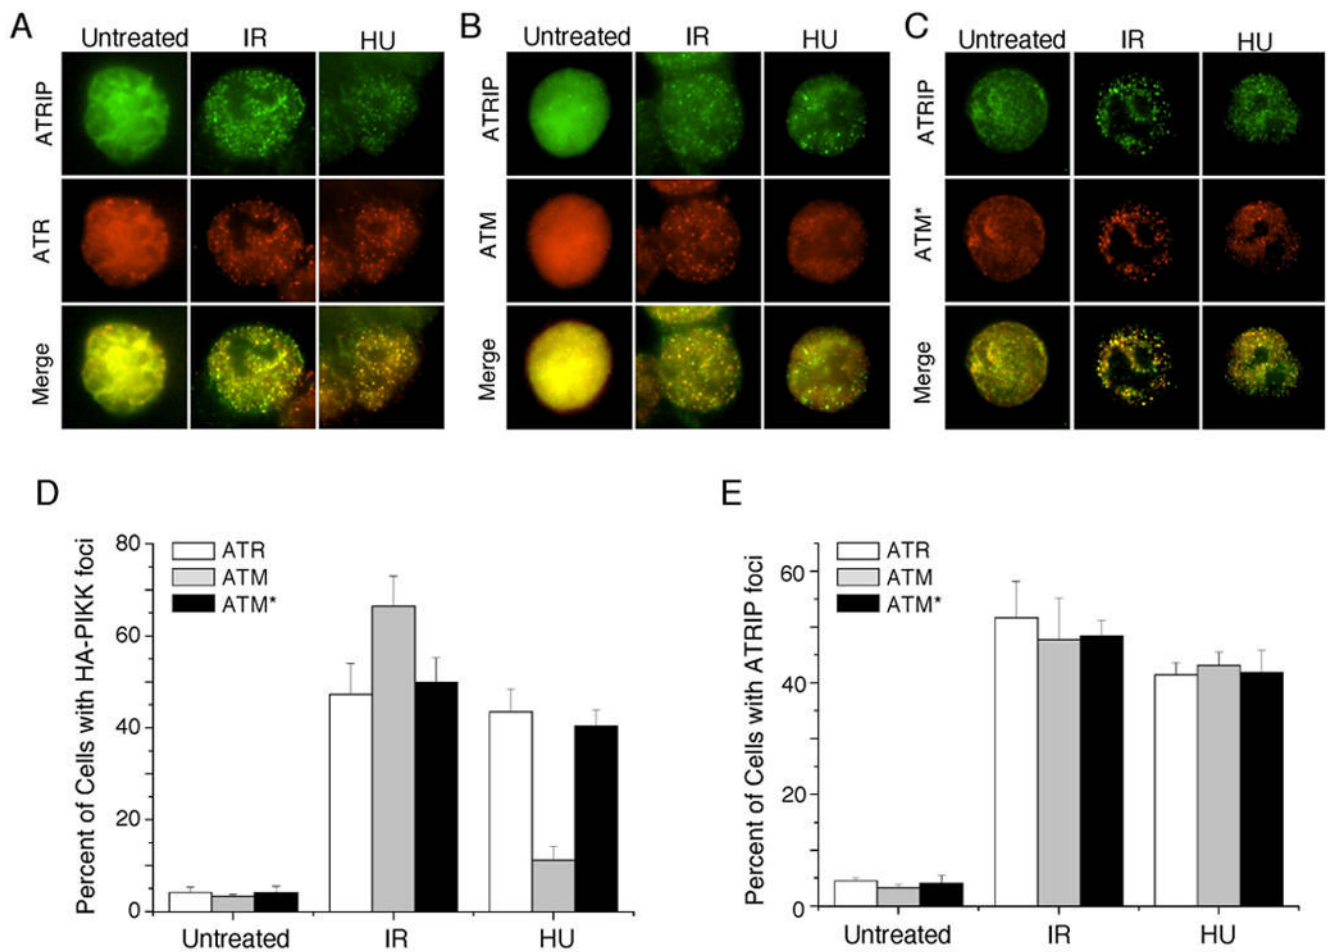 A
Untreated IR HU
ATRIP
ATR
Merge
B
Untreated IR HU
ATRIP
ATM
Merge
C
Untreated IR HU
ATRIP
ATM*
Merge
D
Percent of Cells with HA-PIKK foci
80
60
40
20
0
ATR
ATM
ATM*
Untreated IR HU
E
Percent of Cells with ATRIP foci
60
40
20
0
ATR
ATM
ATM*
Untreated IR HU